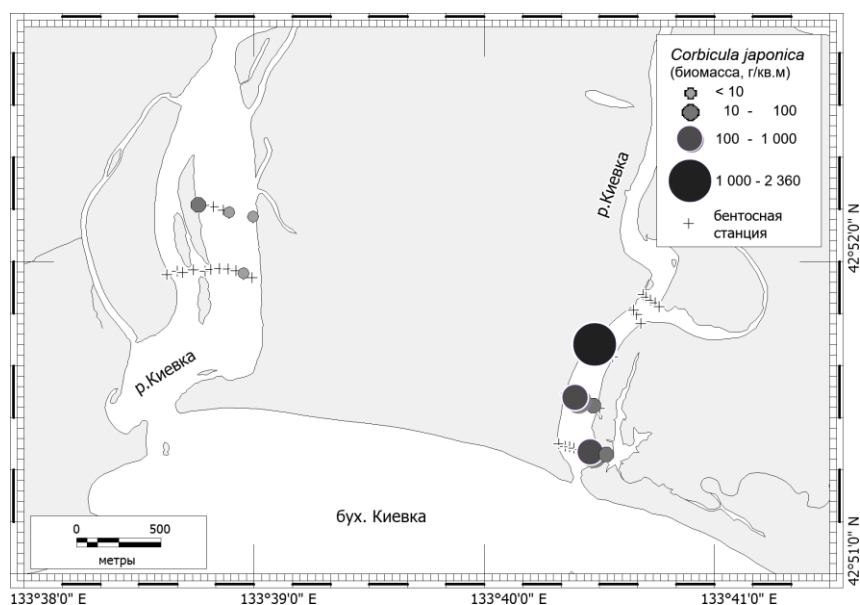 Corbicula japonica
(биомасса, г/кв.м)
< 10
10 - 100
100 - 1 000
1 000 - 2 360
бентосная
станция
р.Киевка
р.Киевка
бух. Киевка
0 500
метры
42°52'0" N
42°51'0" N
133°38'0" E 133°39'0" E 133°40'0" E 133°41'0" E